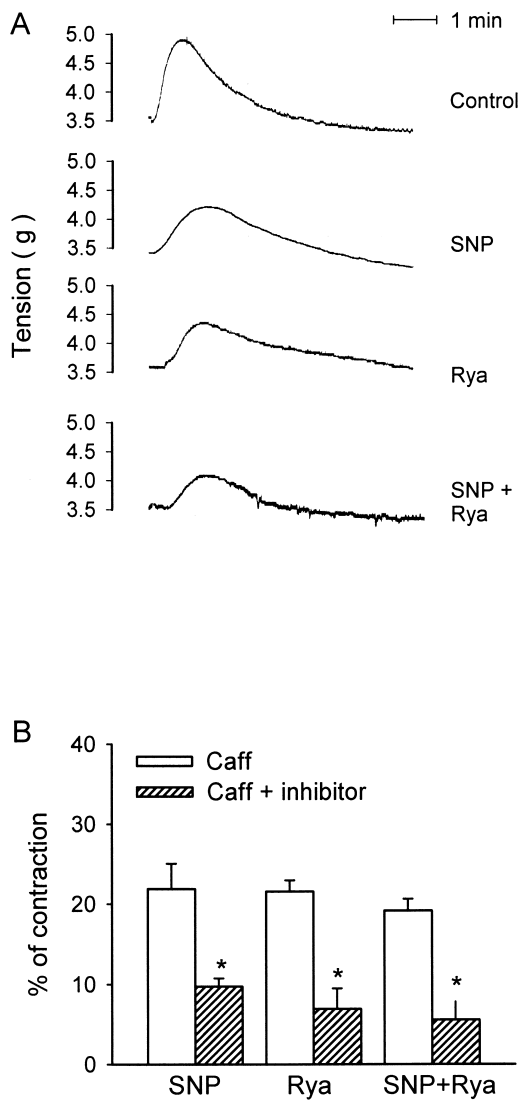 A
1 min
5.0
4.5
4.0
3.5
Control
5.0
4.5
4.0
3.5
SNP
5.0
4.5
4.0
3.5
Rya
5.0
4.5
4.0
3.5
SNP +
Rya
Tension ( g )
B
40
30
20
10
0
% of contraction
Caff
Caff + inhibitor
*
*
*
SNP
Rya
SNP+Rya